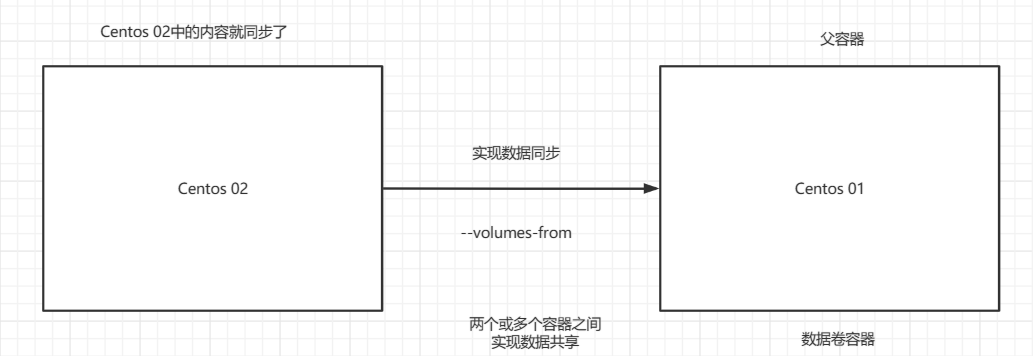 Centos 02中的内容就同步了
父容器
实现数据同步
Centos 02
Centos 01
--volumes-from
两个或多个容器之间
实现数据共享
数据卷容器